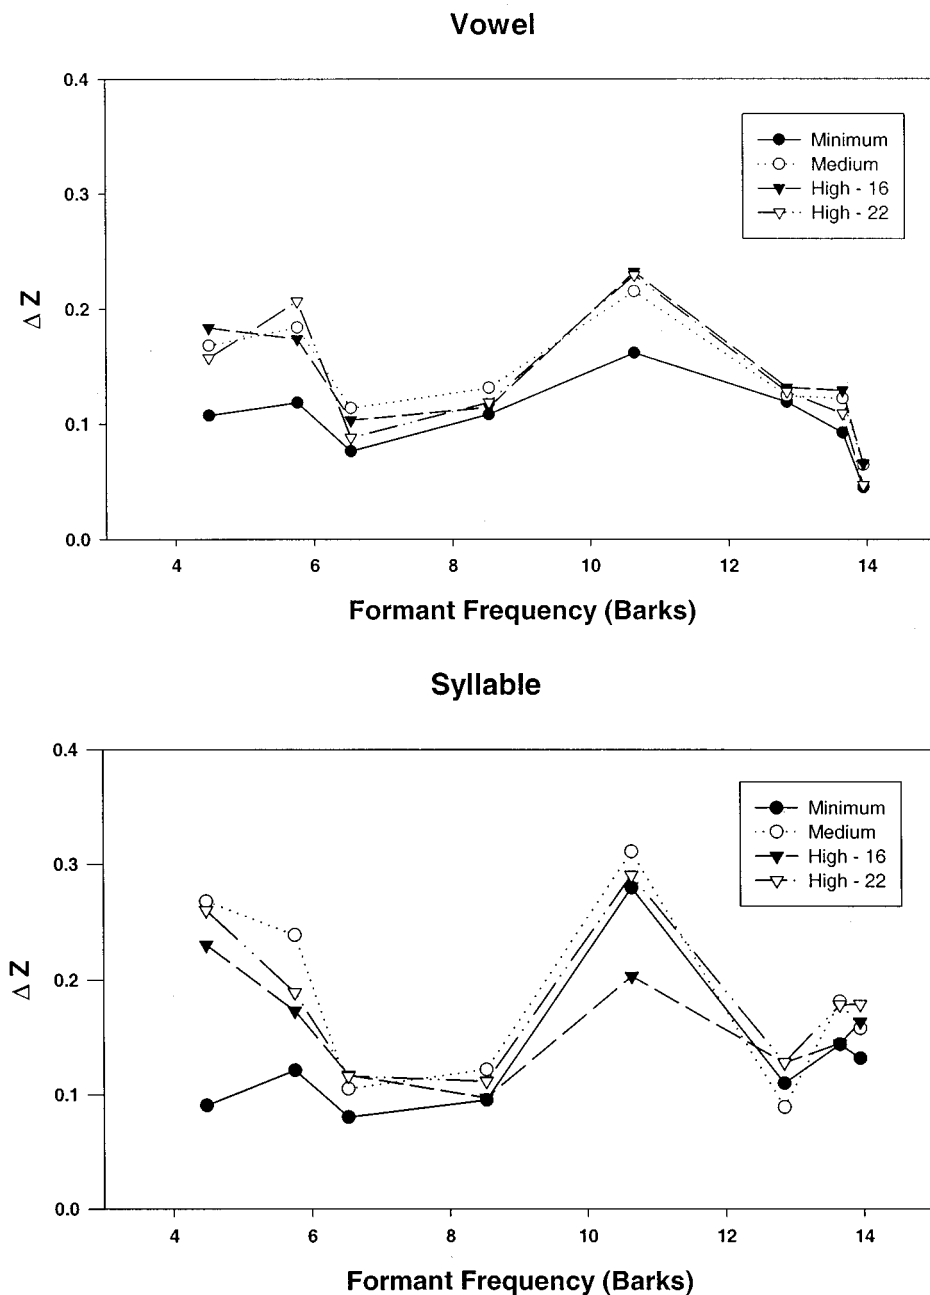 Vowel
0.4
0.3
0.2
0.1
0.0
Δ Z
Minimum
Medium
High - 16
High - 22
4 6 8 10 12 14
Formant Frequency (Barks)
Syllable
0.4
0.3
0.2
0.1
0.0
Δ Z
Minimum
Medium
High - 16
High - 22
4 6 8 10 12 14
Formant Frequency (Barks)